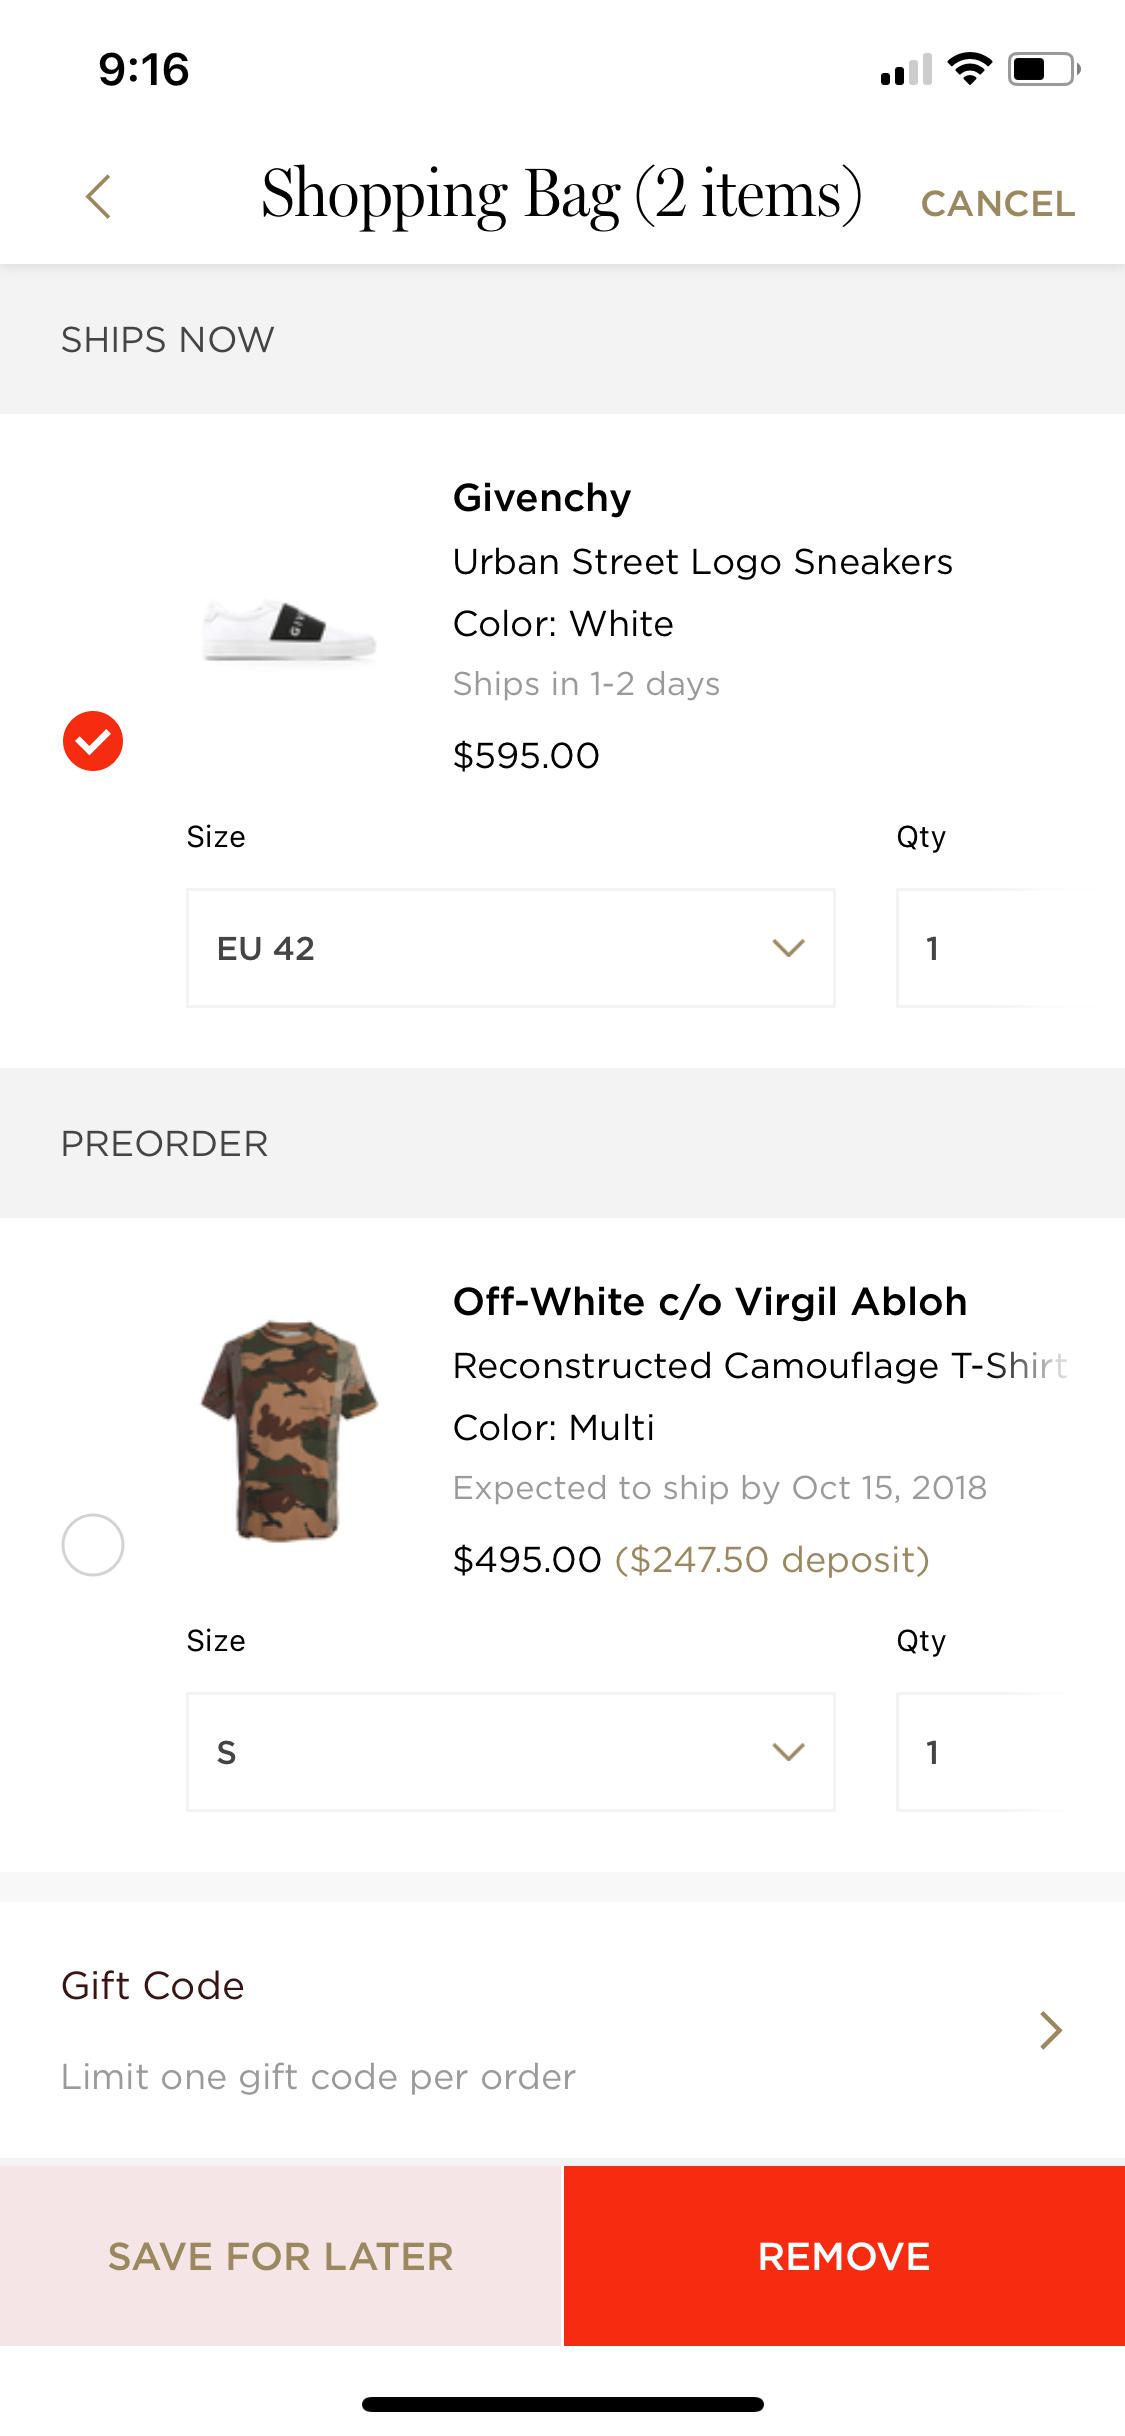 9:16
Shopping Bag (2 items)
CANCEL
SHIPS NOW
Givenchy
Urban Street Logo Sneakers
Color: White
Ships in 1-2 days
$595.00
Size
Qty
EU 42
1
PREORDER
Off-White c/o Virgil Abloh
Reconstructed Camouflage T-Shirt
Color: Multi
Expected to ship by Oct 15, 2018
$495.00 ($247.50 deposit)
Size
Qty
S
1
Gift Code
Limit one gift code per order
SAVE FOR LATER
REMOVE